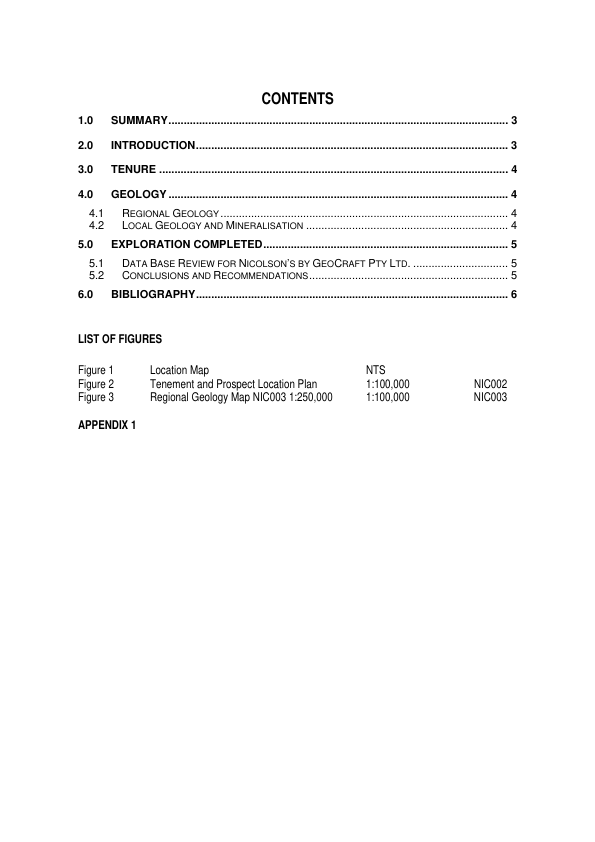 CONTENTS
1.0 SUMMARY.......... 3
2.0 INTRODUCTION.......... 3
3.0 TENURE .......... 4
4.0 GEOLOGY .......... 4
4.1 REGIONAL GEOLOGY .......... 4
4.2 LOCAL GEOLOGY AND MINERALISATION .......... 4
5.0 EXPLORATION COMPLETED.......... 5
5.1 DATA BASE REVIEW FOR NICOLSON'S BY GEOCRAFT PTY LTD. .......... 5
5.2 CONCLUSIONS AND RECOMMENDATIONS.......... 5
6.0 BIBLIOGRAPHY.......... 6
LIST OF FIGURES
Figure 1 Location Map NTS
Figure 2 Tenement and Prospect Location Plan 1:100,000 NIC002
Figure 3 Regional Geology Map NIC003 1:250,000 1:100,000 NIC003
APPENDIX 1